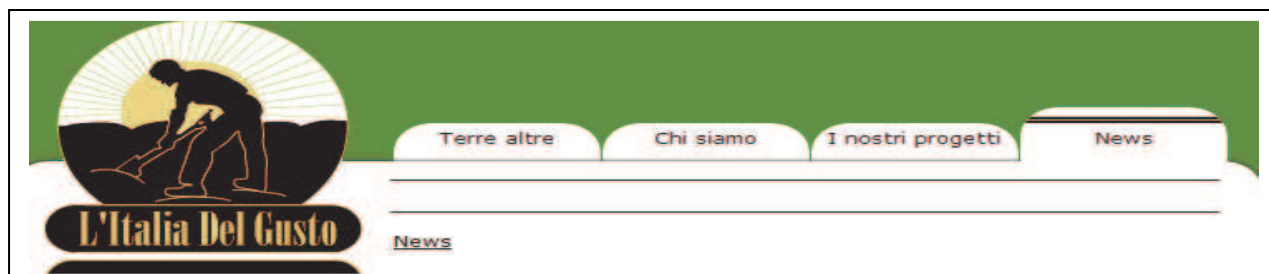 Terre altre Chi siamo I nostri progetti News
L'Italia Del Gusto
News